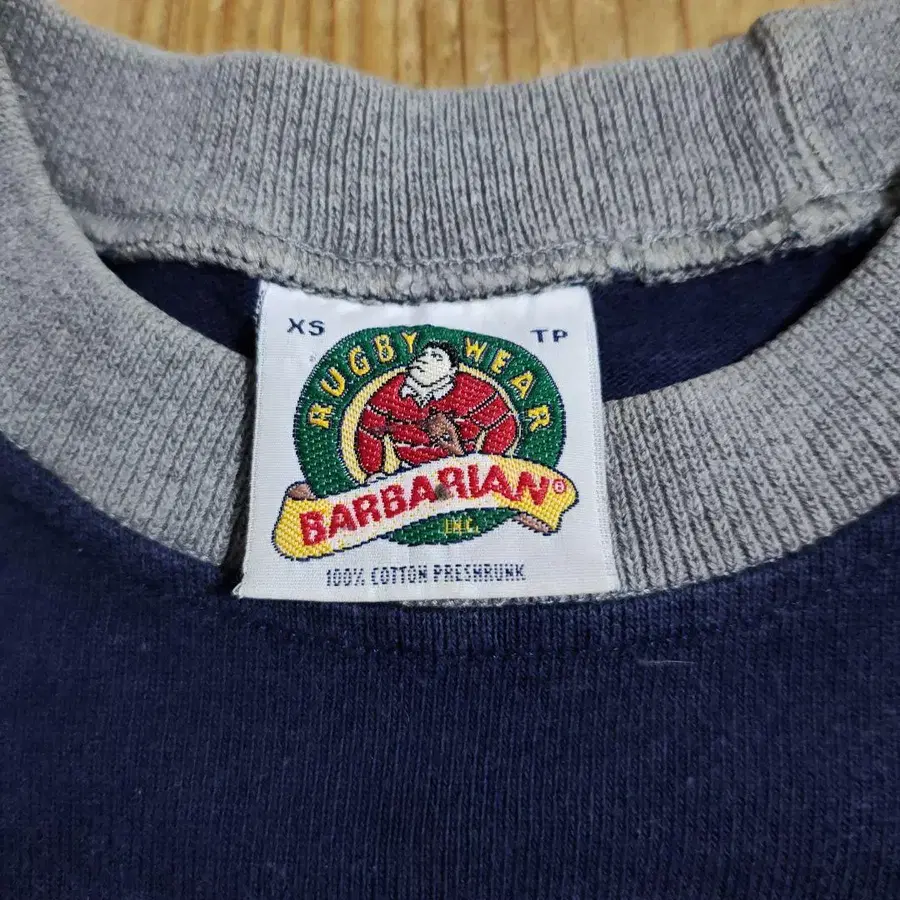 XS TP
RUGBY WEAR
BARBARIAN®
INC.
100% COTTON PRESHRUNK